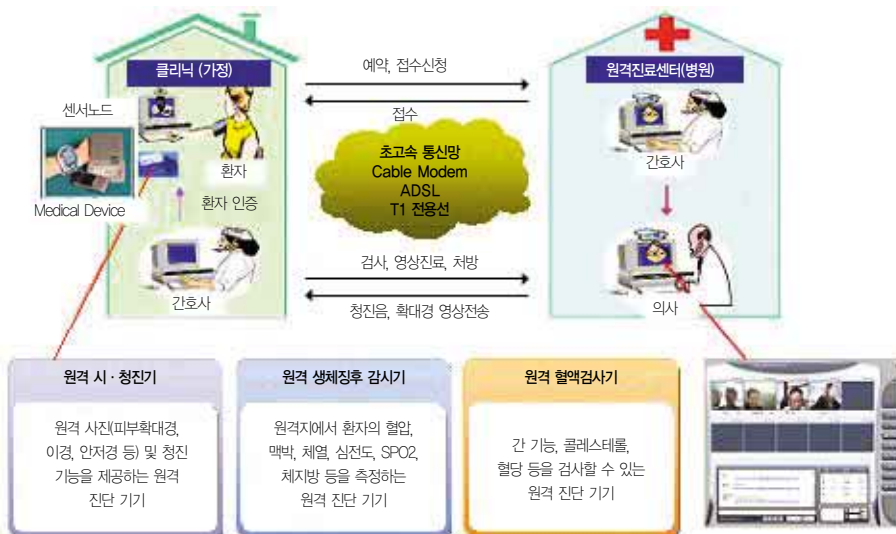 클리닉 (가정)
센서노드
환자
Medical Device
환자 인증
간호사
예약, 접수신청
접수
초고속 통신망
Cable Modem
ADSL
T1 전용선
검사, 영상진료, 처방
청진음, 확대경 영상전송
원격진료센터(병원)
간호사
의사
원격 시 · 청진기
원격 사진(피부확대경,
이경, 안저경 등) 및 청진
기능을 제공하는 원격
진단 기기
원격 생체징후 감시기
원격지에서 환자의 혈압,
맥박, 체열, 심전도, SPO2,
체지방 등을 측정하는
원격 진단 기기
원격 혈액검사기
간 기능, 콜레스테롤,
혈당 등을 검사할 수 있는
원격 진단 기기